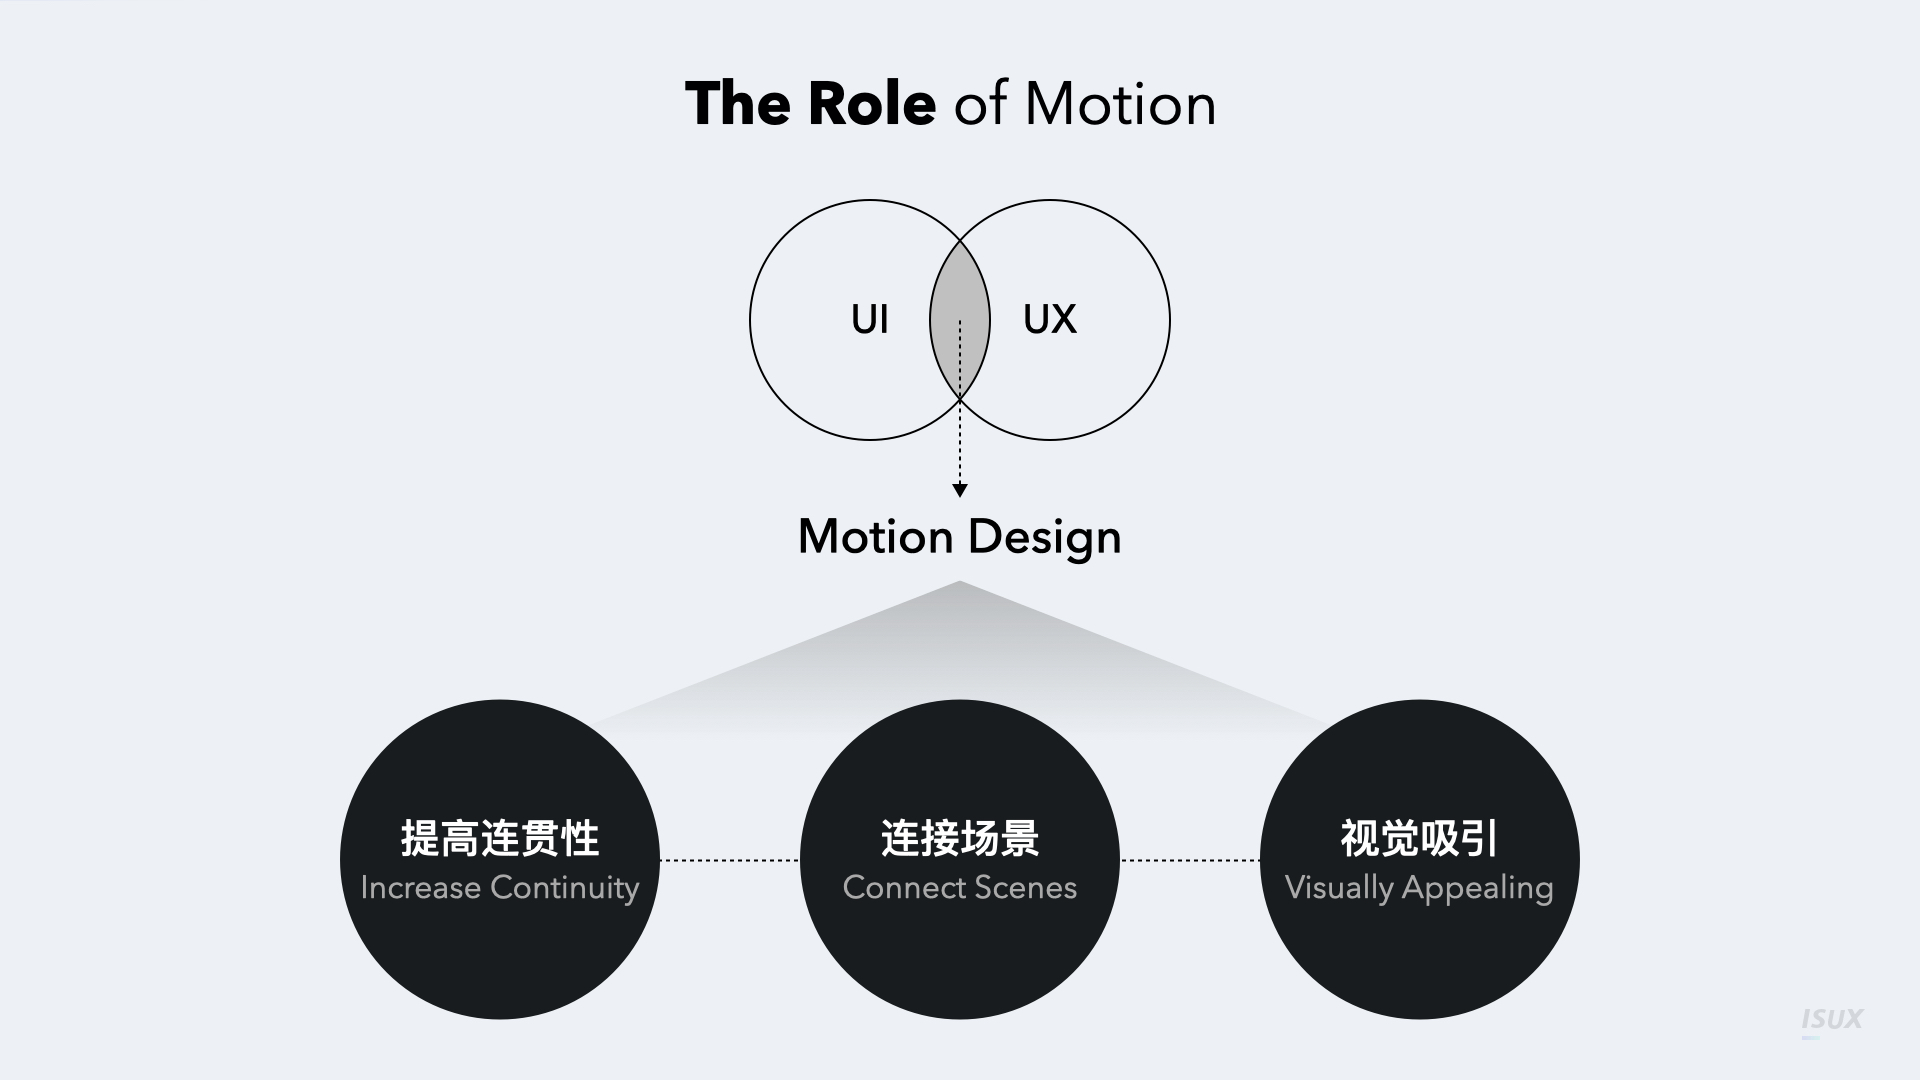 The Role of Motion
UI
UX
Motion Design
提高连贯性
Increase Continuity
连接场景
Connect Scenes
视觉吸引
Visually Appealing
ISUX